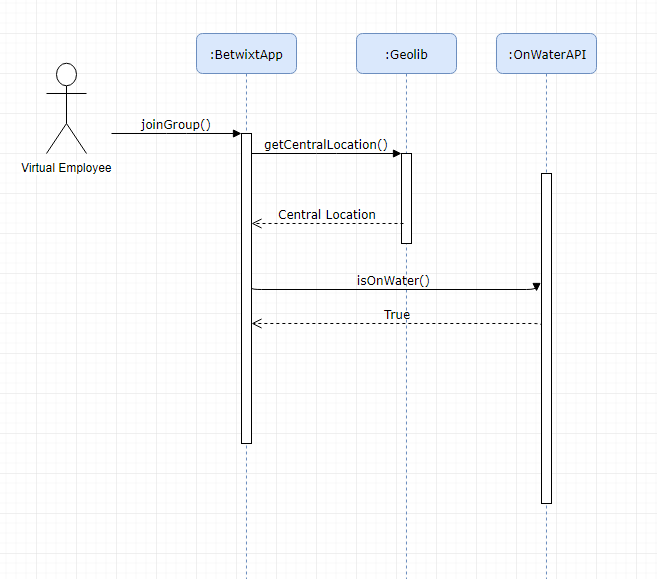 :BetwixtApp
:Geolib
:OnWaterAPI
joinGroup()
getCentralLocation()
Virtual Employee
Central Location
isOnWater()
True